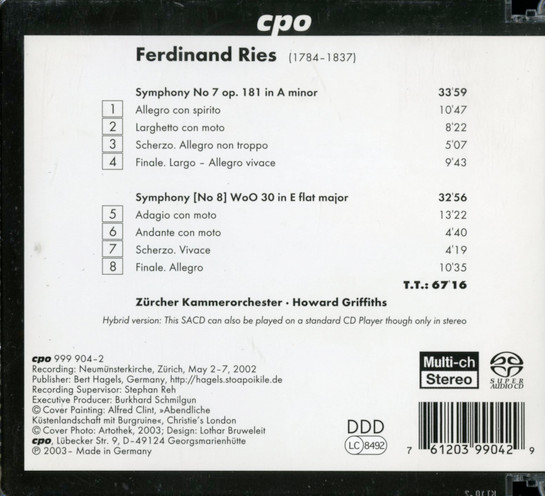 cpo
Ferdinand Ries (1784–1837)
Symphony No 7 op. 181 in A minor 33'59
1 Allegro con spirito 10'47
2 Larghetto con moto 8'22
3 Scherzo. Allegro non troppo 5'07
4 Finale. Largo – Allegro vivace 9'43
Symphony [No 8] WoO 30 in E flat major 32'56
5 Adagio con moto 13'22
6 Andante con moto 4'40
7 Scherzo. Vivace 4'19
8 Finale. Allegro 10'35
T.T.: 67'16
Zürcher Kammerorchester · Howard Griffiths
Hybrid version: This SACD can also be played on a standard CD Player though only in stereo
cpo 999 904–2
Recording: Neumünsterkirche, Zürich, May 2–7, 2002
Publisher: Bert Hagels, Germany, http://hagels.stoapoikile.de
Recording Supervisor: Stephan Reh
Executive Producer: Burkhard Schmilgun
© Cover Painting: Alfred Clint, »Abendliche
Küstenlandschaft mit Burgruine«, Christie's London
© Cover Photo: Artothek, 2003; Design: Lothar Bruweleit
cpo, Lübecker Str. 9, D–49124 Georgsmarienhütte
℗ 2003– Made in Germany
DDD
LC 8492
Multi-ch
Stereo
SUPER AUDIO CD
7 61203 99042 9